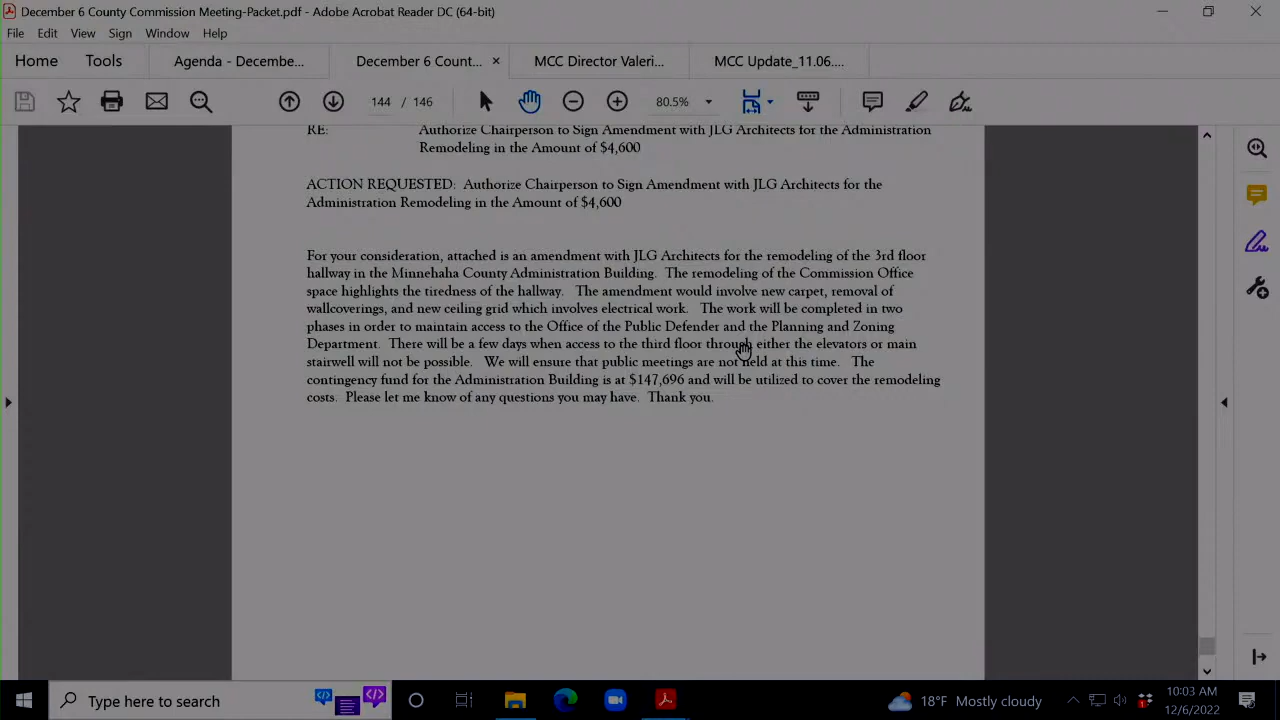 December 6 County Commission Meeting-Packet.pdf - Adobe Acrobat Reader DC (64-bit)
File Edit View Sign Window Help
Home Tools Agenda - Decembe... December 6 Count... × MCC Director Valeri... MCC Update_11.06....
144 / 146 80.5%
RE: Authorize Chairperson to Sign Amendment with JLG Architects for the Administration
Remodeling in the Amount of $4,600
ACTION REQUESTED: Authorize Chairperson to Sign Amendment with JLG Architects for the
Administration Remodeling in the Amount of $4,600
For your consideration, attached is an amendment with JLG Architects for the remodeling of the 3rd floor
hallway in the Minnehaha County Administration Building. The remodeling of the Commission Office
space highlights the tiredness of the hallway. The amendment would involve new carpet, removal of
wallcoverings, and new ceiling grid which involves electrical work. The work will be completed in two
phases in order to maintain access to the Office of the Public Defender and the Planning and Zoning
Department. There will be a few days when access to the third floor through either the elevators or main
stairwell will not be possible. We will ensure that public meetings are not held at this time. The
contingency fund for the Administration Building is at $147,696 and will be utilized to cover the remodeling
costs. Please let me know of any questions you may have. Thank you.
Type here to search
18°F Mostly cloudy
10:03 AM
12/6/2022